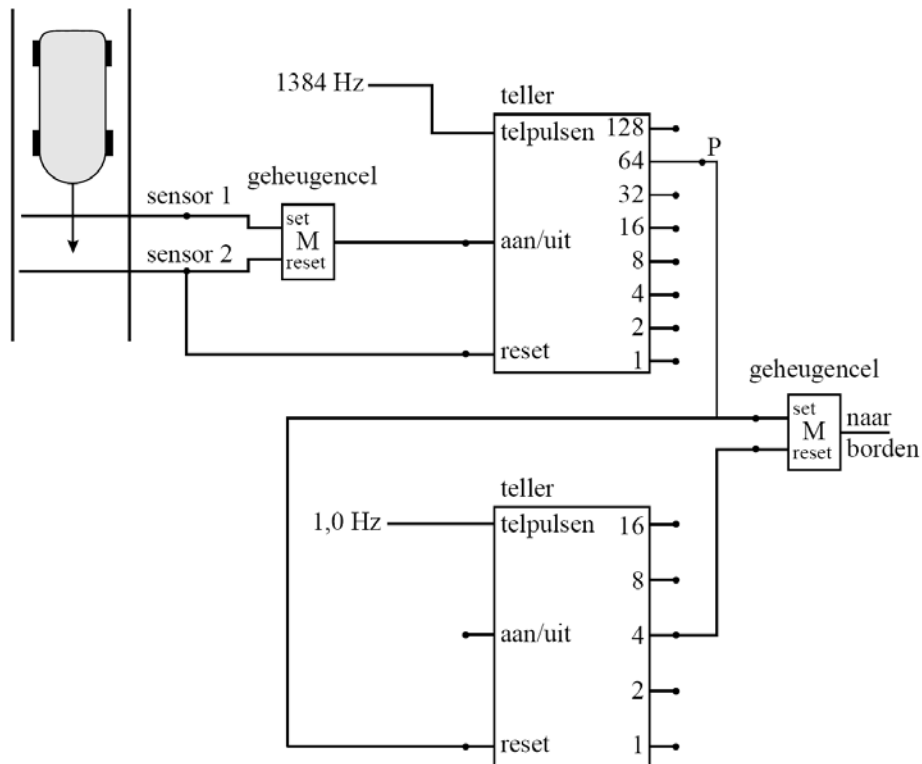 1384 Hz
teller
telpulsen
128
64
P
32
16
8
4
2
1
aan/uit
reset
sensor 1
sensor 2
geheugencel
set
M
reset
geheugencel
set
M
reset
naar
borden
teller
1,0 Hz
telpulsen
16
8
aan/uit
4
2
reset
1